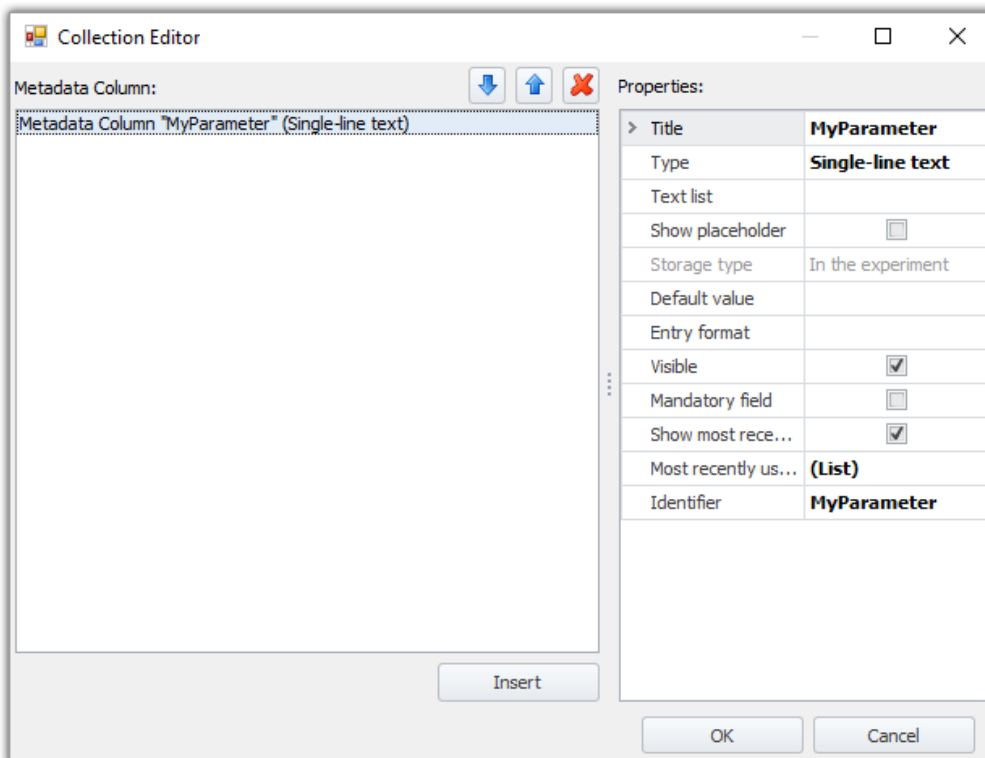 Collection Editor
Metadata Column:
Metadata Column "MyParameter" (Single-line text)
Insert
Properties:
Title MyParameter
Type Single-line text
Text list
Show placeholder
Storage type In the experiment
Default value
Entry format
Visible
Mandatory field
Show most rece...
Most recently us... (List)
Identifier MyParameter
OK Cancel